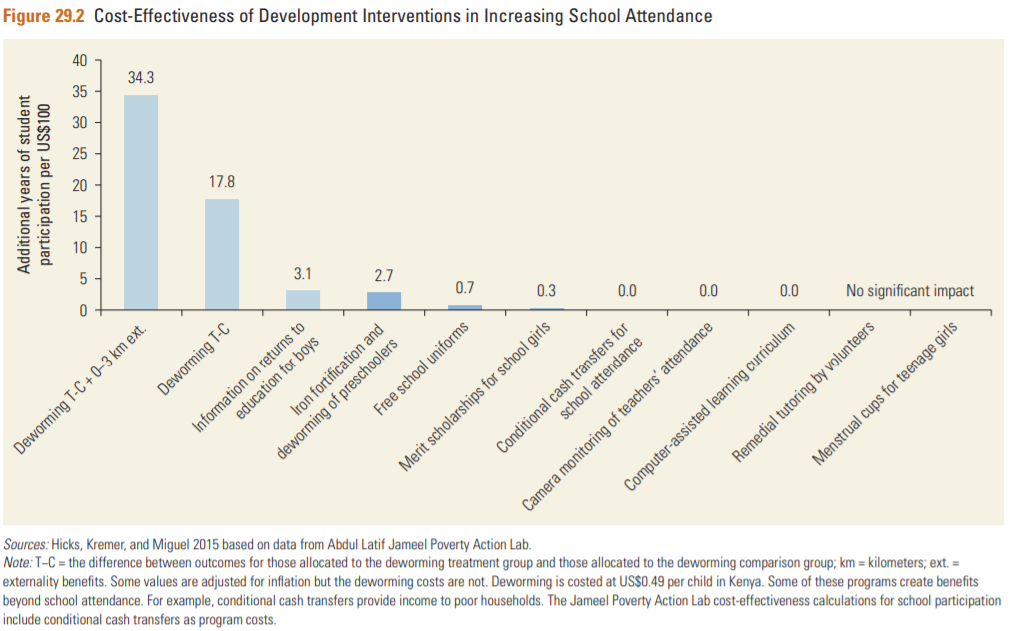 Figure 29.2 Cost-Effectiveness of Development Interventions in Increasing School Attendance
Additional years of student
participation per US$100
40
35
30
25
20
15
10
5
0
34.3
17.8
3.1
2.7
0.7
0.3
0.0
0.0
0.0
No significant impact
Deworming T-C + 0–3 km ext.
Deworming T-C
Information on returns to
education for boys
Iron fortification and
deworming of preschoolers
Free school uniforms
Merit scholarships for school girls
Conditional cash transfers for
school attendance
Camera monitoring of teachers' attendance
Computer-assisted learning curriculum
Remedial tutoring by volunteers
Menstrual cups for teenage girls
Sources: Hicks, Kremer, and Miguel 2015 based on data from Abdul Latif Jameel Poverty Action Lab.
Note: T–C = the difference between outcomes for those allocated to the deworming treatment group and those allocated to the deworming comparison group; km = kilometers; ext. =
externality benefits. Some values are adjusted for inflation but the deworming costs are not. Deworming is costed at US$0.49 per child in Kenya. Some of these programs create benefits
beyond school attendance. For example, conditional cash transfers provide income to poor households. The Jameel Poverty Action Lab cost-effectiveness calculations for school participation
include conditional cash transfers as program costs.